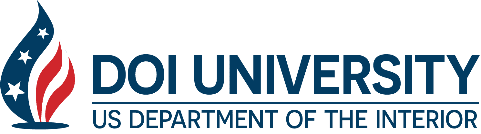 DOI UNIVERSITY
US DEPARTMENT OF THE INTERIOR